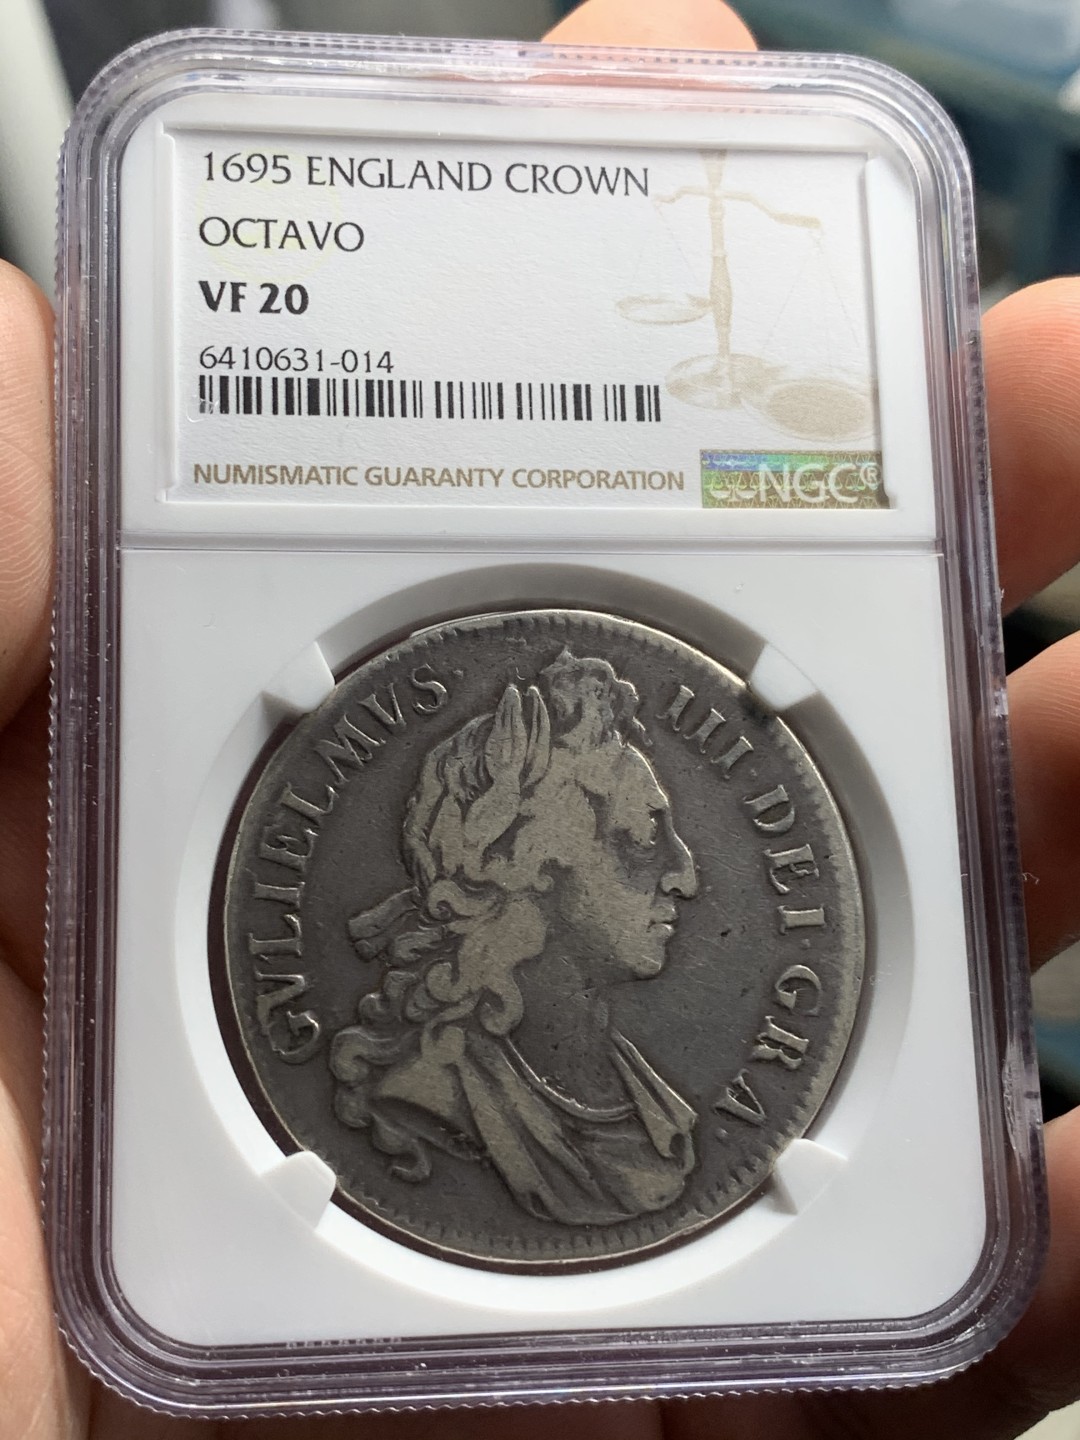 1695 ENGLAND CROWN
OCTAVO
VF 20
6410631-014
NUMISMATIC GUARANTY CORPORATION
NGC®
GVLIELMVS· III·DEI·GRA·